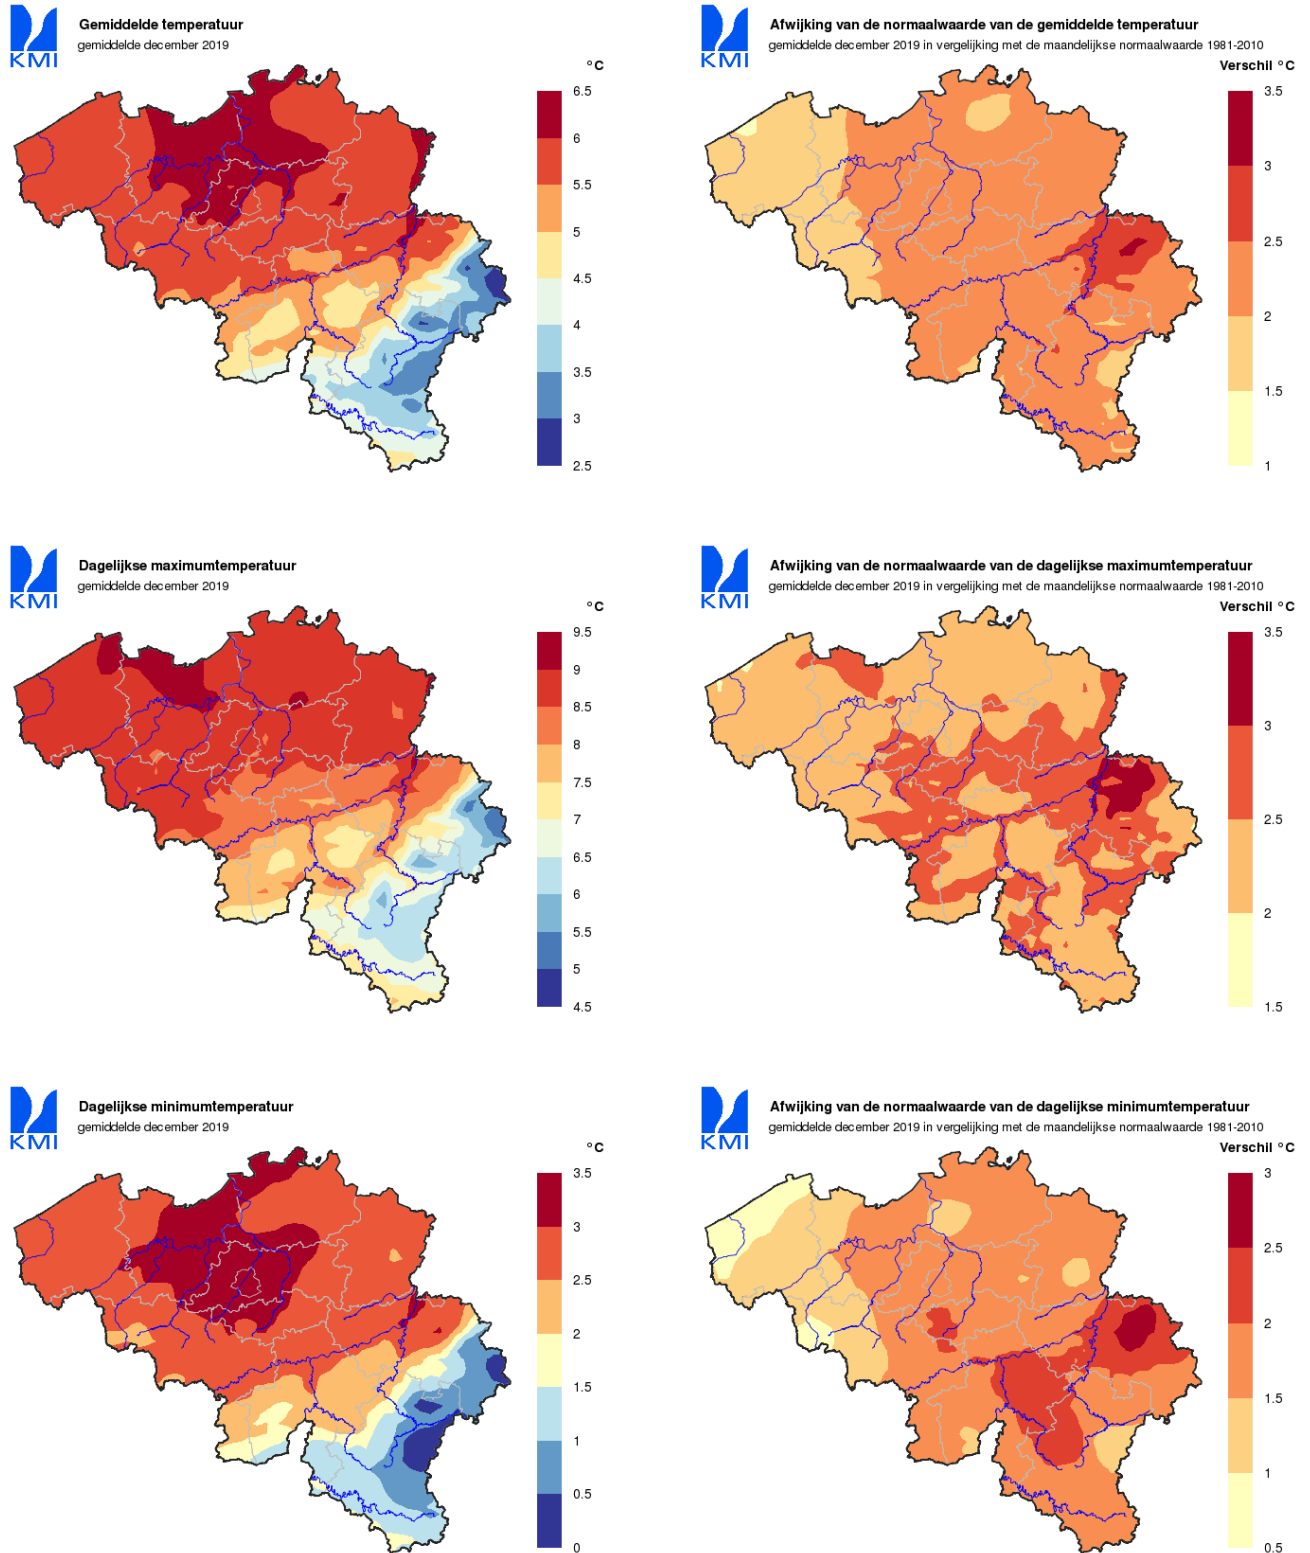 Gemiddelde temperatuur
gemiddelde december 2019
KMI
°C
6.5
6
5.5
5
4.5
4
3.5
3
2.5
Afwijking van de normaalwaarde van de gemiddelde temperatuur
gemiddelde december 2019 in vergelijking met de maandelijkse normaalwaarde 1981-2010
KMI
Verschil °C
3.5
3
2.5
2
1.5
1
Dagelijkse maximumtemperatuur
gemiddelde december 2019
KMI
°C
9.5
9
8.5
8
7.5
7
6.5
6
5.5
5
4.5
Afwijking van de normaalwaarde van de dagelijkse maximumtemperatuur
gemiddelde december 2019 in vergelijking met de maandelijkse normaalwaarde 1981-2010
KMI
Verschil °C
3.5
3
2.5
2
1.5
Dagelijkse minimumtemperatuur
gemiddelde december 2019
KMI
°C
3.5
3
2.5
2
1.5
1
0.5
0
Afwijking van de normaalwaarde van de dagelijkse minimumtemperatuur
gemiddelde december 2019 in vergelijking met de maandelijkse normaalwaarde 1981-2010
KMI
Verschil °C
3
2.5
2
1.5
1
0.5